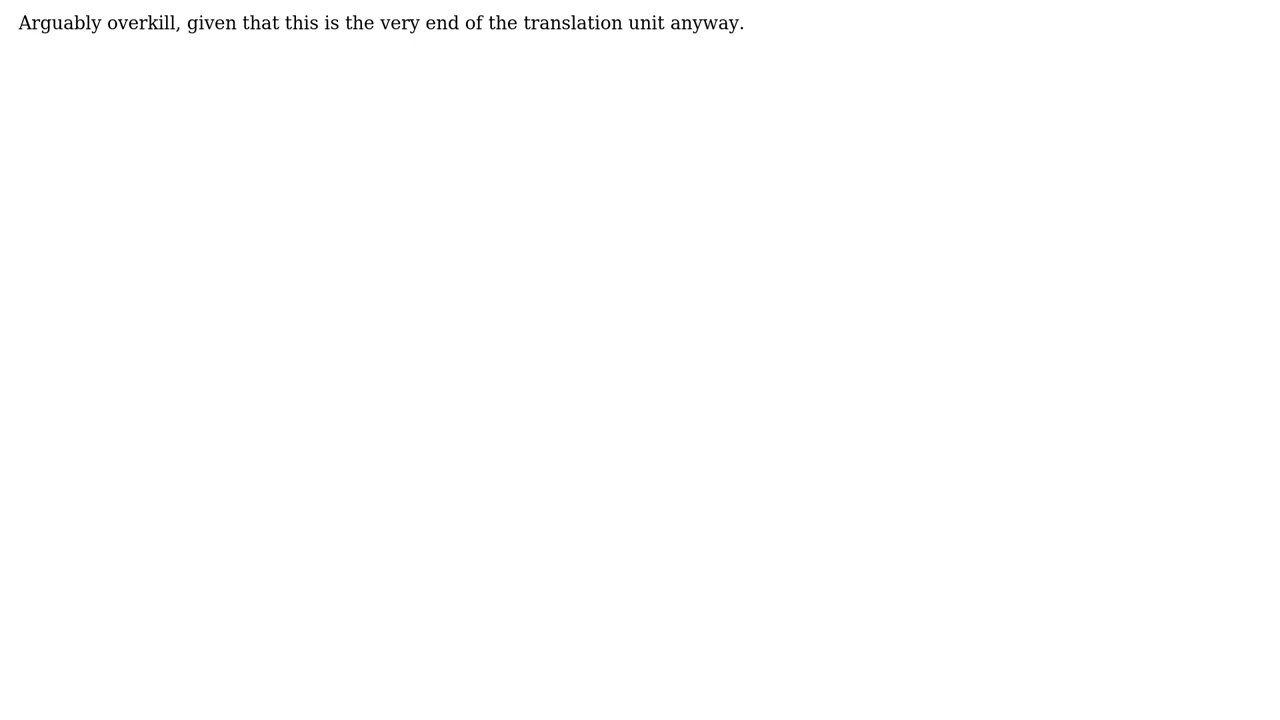 Arguably overkill, given that this is the very end of the translation unit anyway.